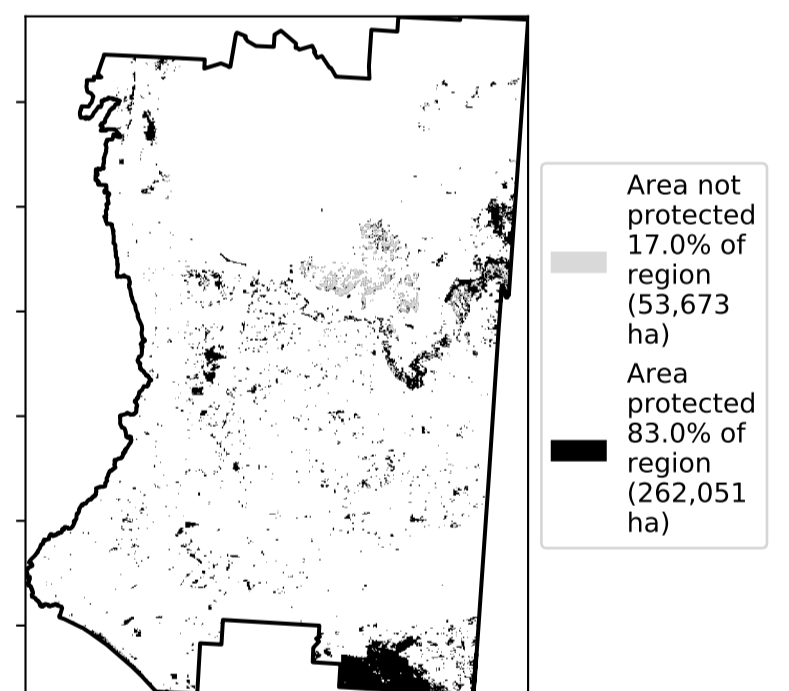 Area not
protected
17.0% of
region
(53,673
ha)
Area
protected
83.0% of
region
(262,051
ha)